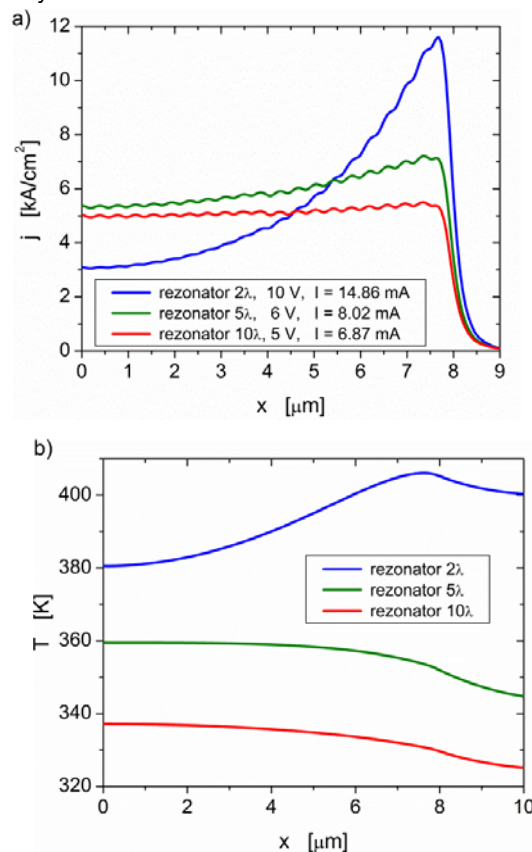 a)
12
10
8
6
4
2
0
j [kA/cm²]
rezonator 2λ, 10 V, I = 14.86 mA
rezonator 5λ, 6 V, I = 8.02 mA
rezonator 10λ, 5 V, I = 6.87 mA
0 1 2 3 4 5 6 7 8 9
x [μm]
b)
400
380
360
340
320
T [K]
rezonator 2λ
rezonator 5λ
rezonator 10λ
0 2 4 6 8 10
x [μm]